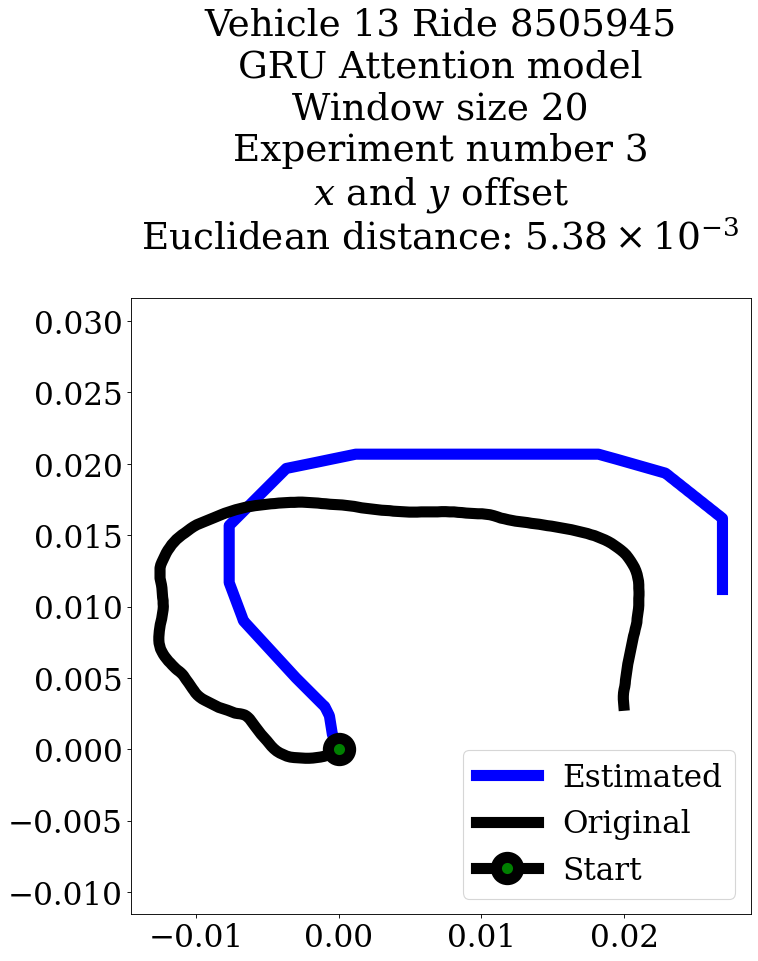 Vehicle 13 Ride 8505945
GRU Attention model
Window size 20
Experiment number 3
x and y offset
Euclidean distance: 5.38 × 10⁻³
0.030
0.025
0.020
0.015
0.010
0.005
0.000
−0.005
−0.010
Estimated
Original
Start
−0.01 0.00 0.01 0.02